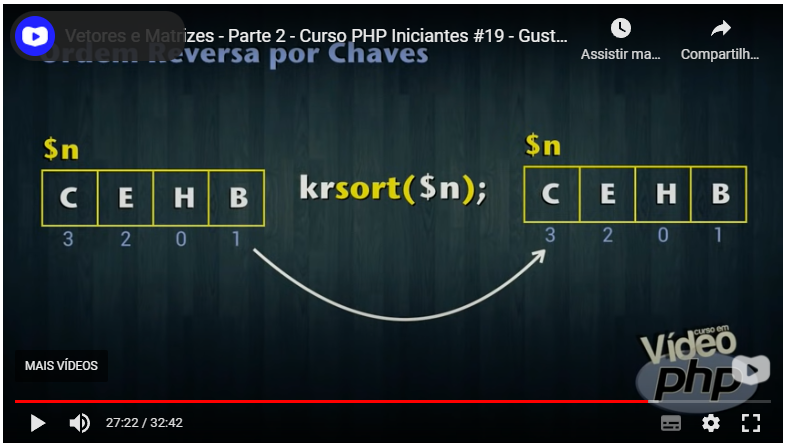 Vetores e Matrizes - Parte 2 - Curso PHP Iniciantes #19 - Gust...
Assistir ma...
Compartilh...
Ordem Reversa por Chaves
$n
C E H B
3 2 0 1
krsort($n);
$n
C E H B
3 2 0 1
curso em
Vídeo
php
MAIS VÍDEOS
27:22 / 32:42